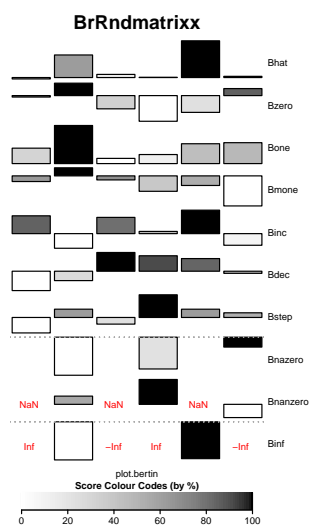 BrRndmatrixx
Bhat
Bzero
Bone
Bmone
Binc
Bdec
Bstep
Bnazero
NaN NaN NaN Bnanzero
Inf −Inf Inf −Inf Binf
plot.bertin
Score Colour Codes (by %)
0 20 40 60 80 100